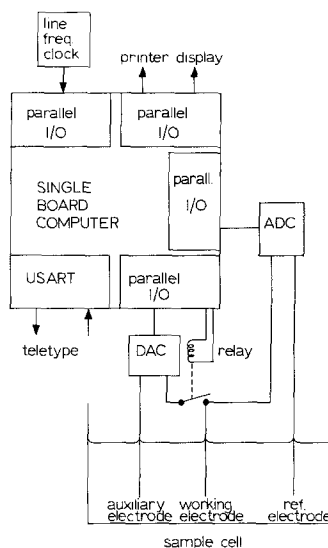 line
freq.
clock
printer display
parallel
I/O
parallel
I/O
parall.
I/O
SINGLE
BOARD
COMPUTER
ADC
USART
parallel
I/O
teletype
DAC
relay
auxiliary
electrode
working
electrode
ref.
electrode
sample cell